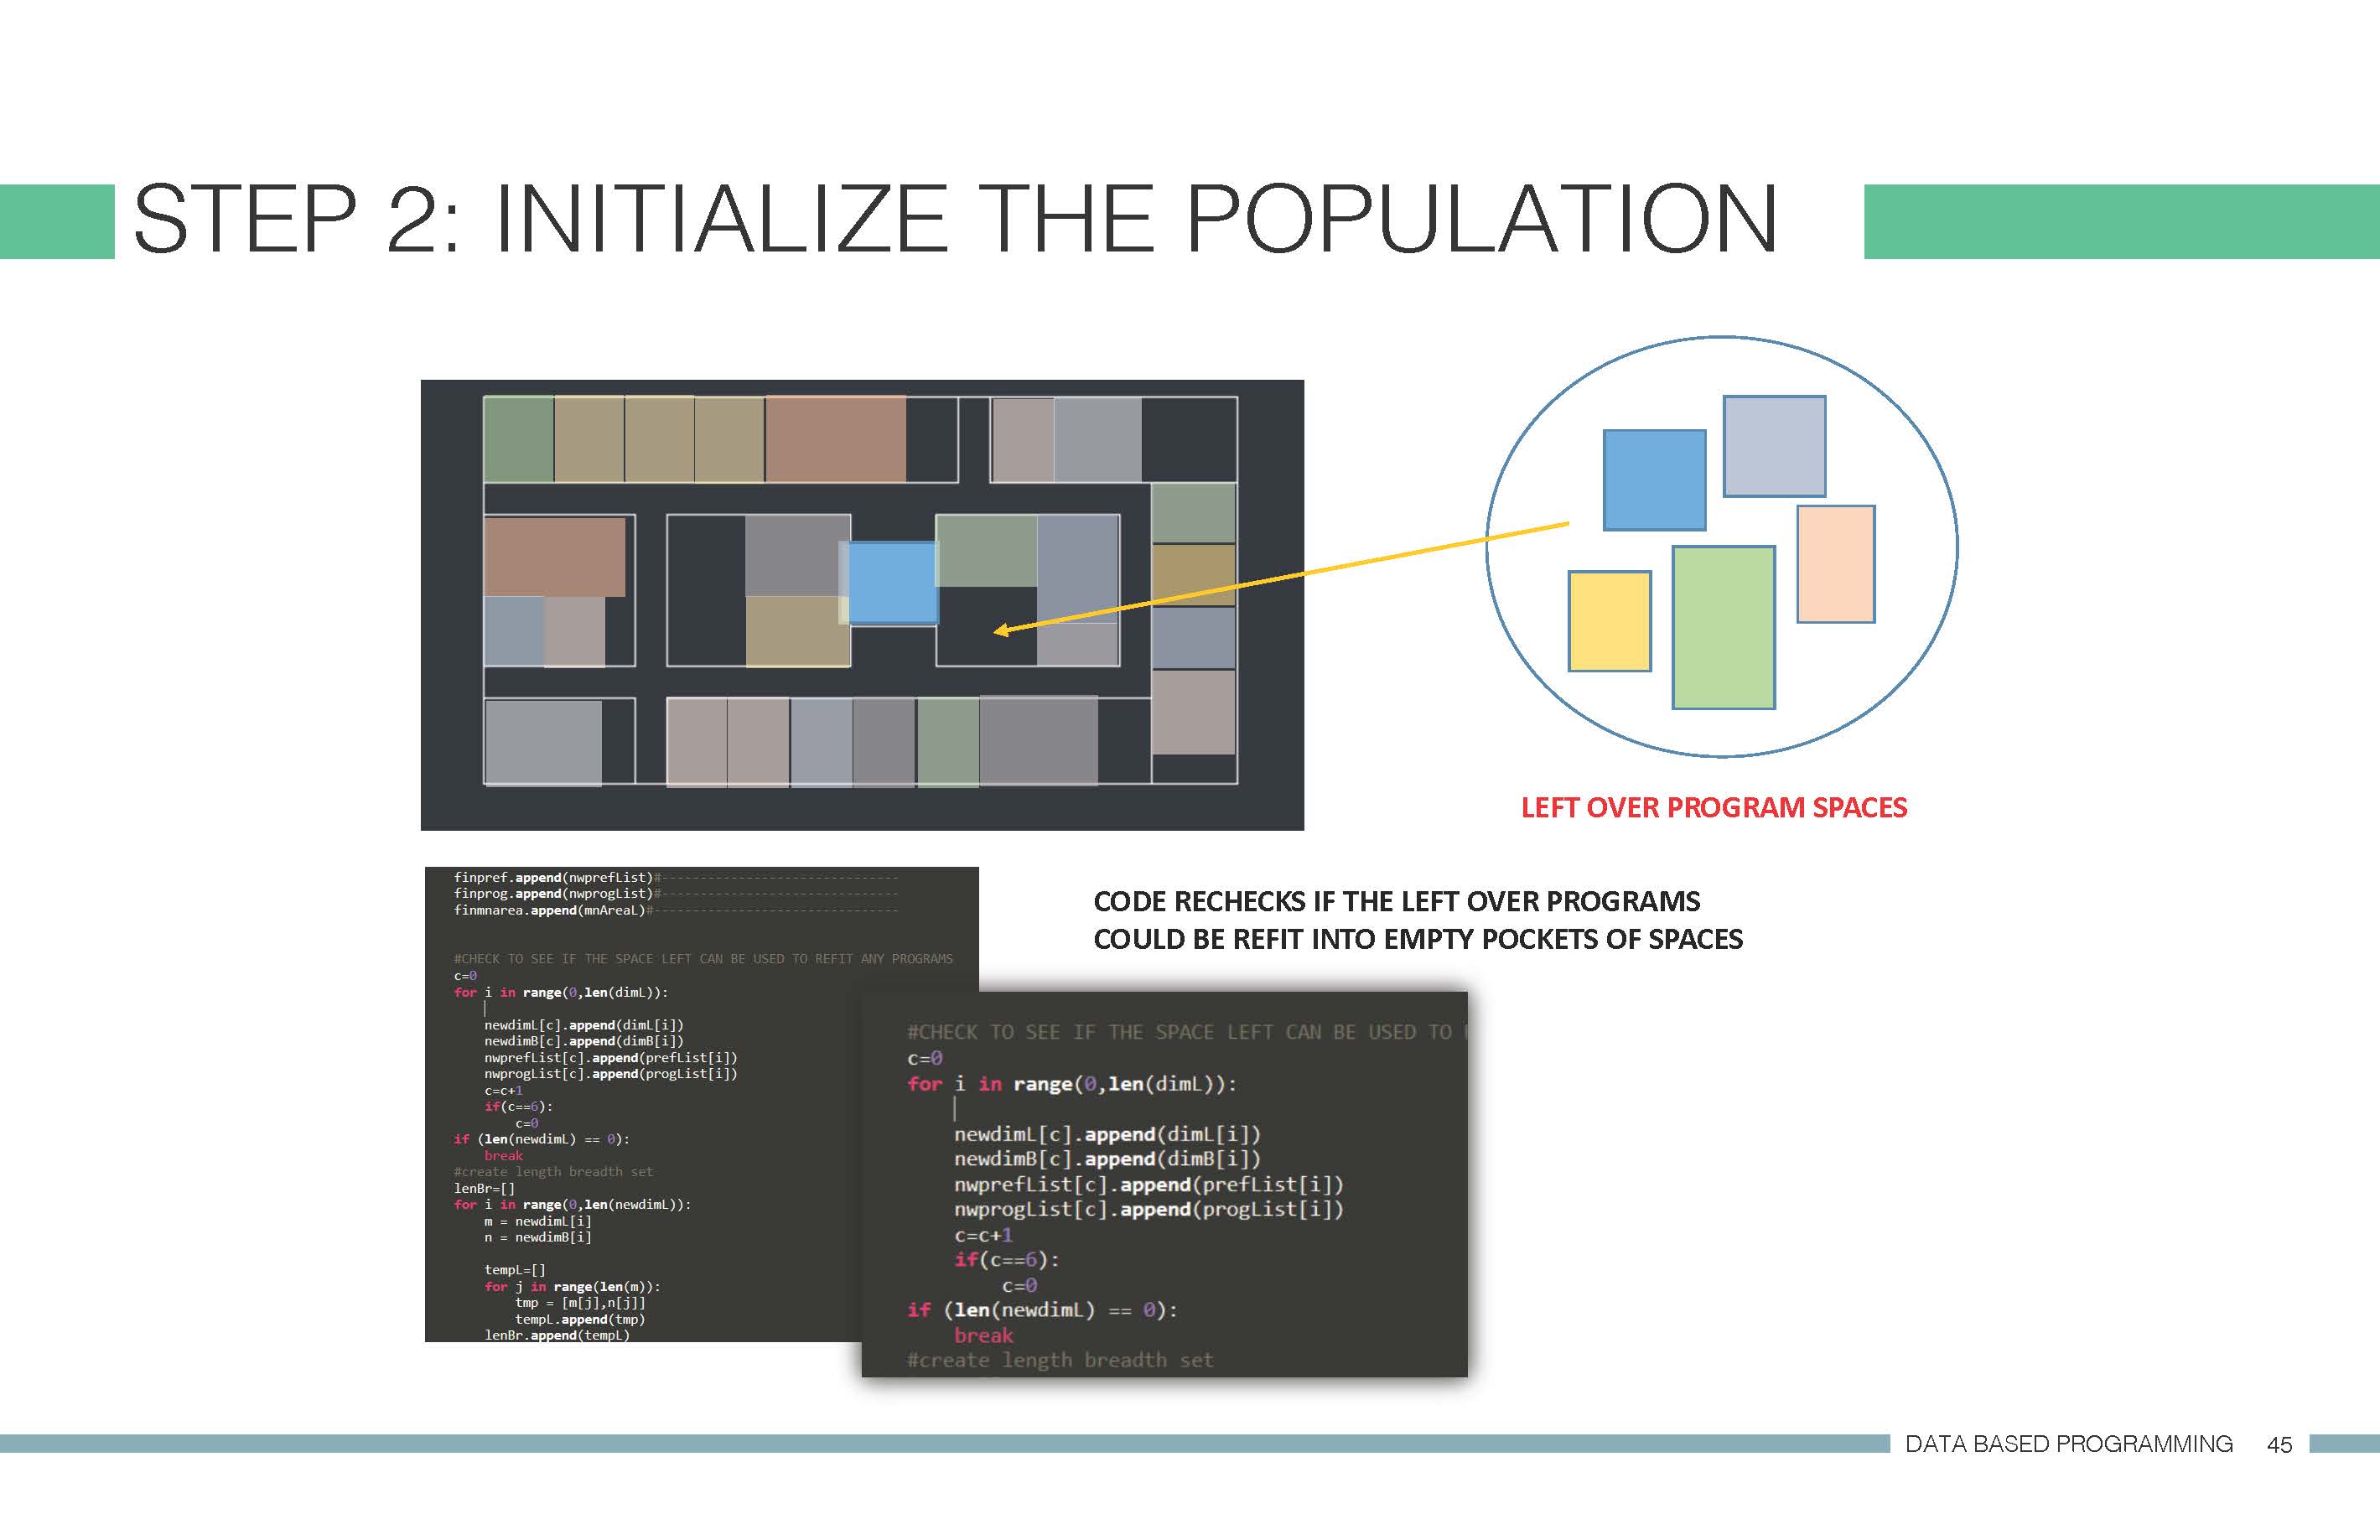 STEP 2: INITIALIZE THE POPULATION
LEFT OVER PROGRAM SPACES
CODE RECHECKS IF THE LEFT OVER PROGRAMS
COULD BE REFIT INTO EMPTY POCKETS OF SPACES
finpref.append(nwprefList)#-------------------------------
finprog.append(nwprogList)#-------------------------------
finmnarea.append(mnAreaL)#--------------------------------
#CHECK TO SEE IF THE SPACE LEFT CAN BE USED TO REFIT ANY PROGRAMS
c=0
for i in range(0,len(dimL)):
newdimL[c].append(dimL[i])
newdimB[c].append(dimB[i])
nwprefList[c].append(prefList[i])
nwprogList[c].append(progList[i])
c=c+1
if(c==6):
c=0
if (len(newdimL) == 0):
break
#create length breadth set
lenBr=[]
for i in range(0,len(newdimL)):
m = newdimL[i]
n = newdimB[i]
tempL=[]
for j in range(len(m)):
tmp = [m[j],n[j]]
tempL.append(tmp)
lenBr.append(tempL)
#CHECK TO SEE IF THE SPACE LEFT CAN BE USED TO
c=0
for i in range(0,len(dimL)):
newdimL[c].append(dimL[i])
newdimB[c].append(dimB[i])
nwprefList[c].append(prefList[i])
nwprogList[c].append(progList[i])
c=c+1
if(c==6):
c=0
if (len(newdimL) == 0):
break
#create length breadth set
DATA BASED PROGRAMMING 45